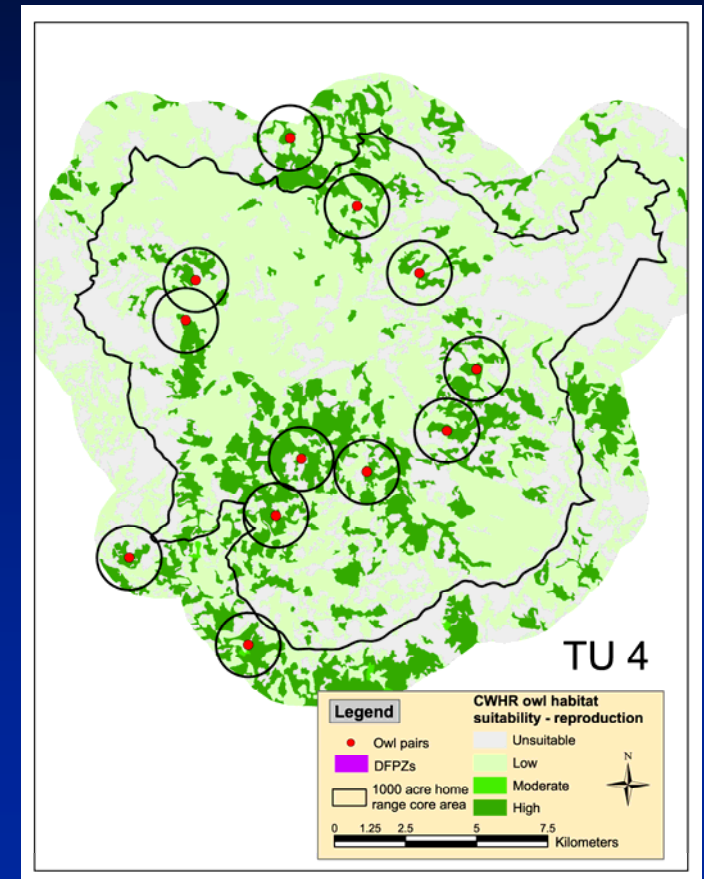 TU 4
Legend
Owl pairs
DFPZs
1000 acre home
range core area
CWHR owl habitat
suitability - reproduction
Unsuitable
Low
Moderate
High
N
0 1.25 2.5 5 7.5
Kilometers